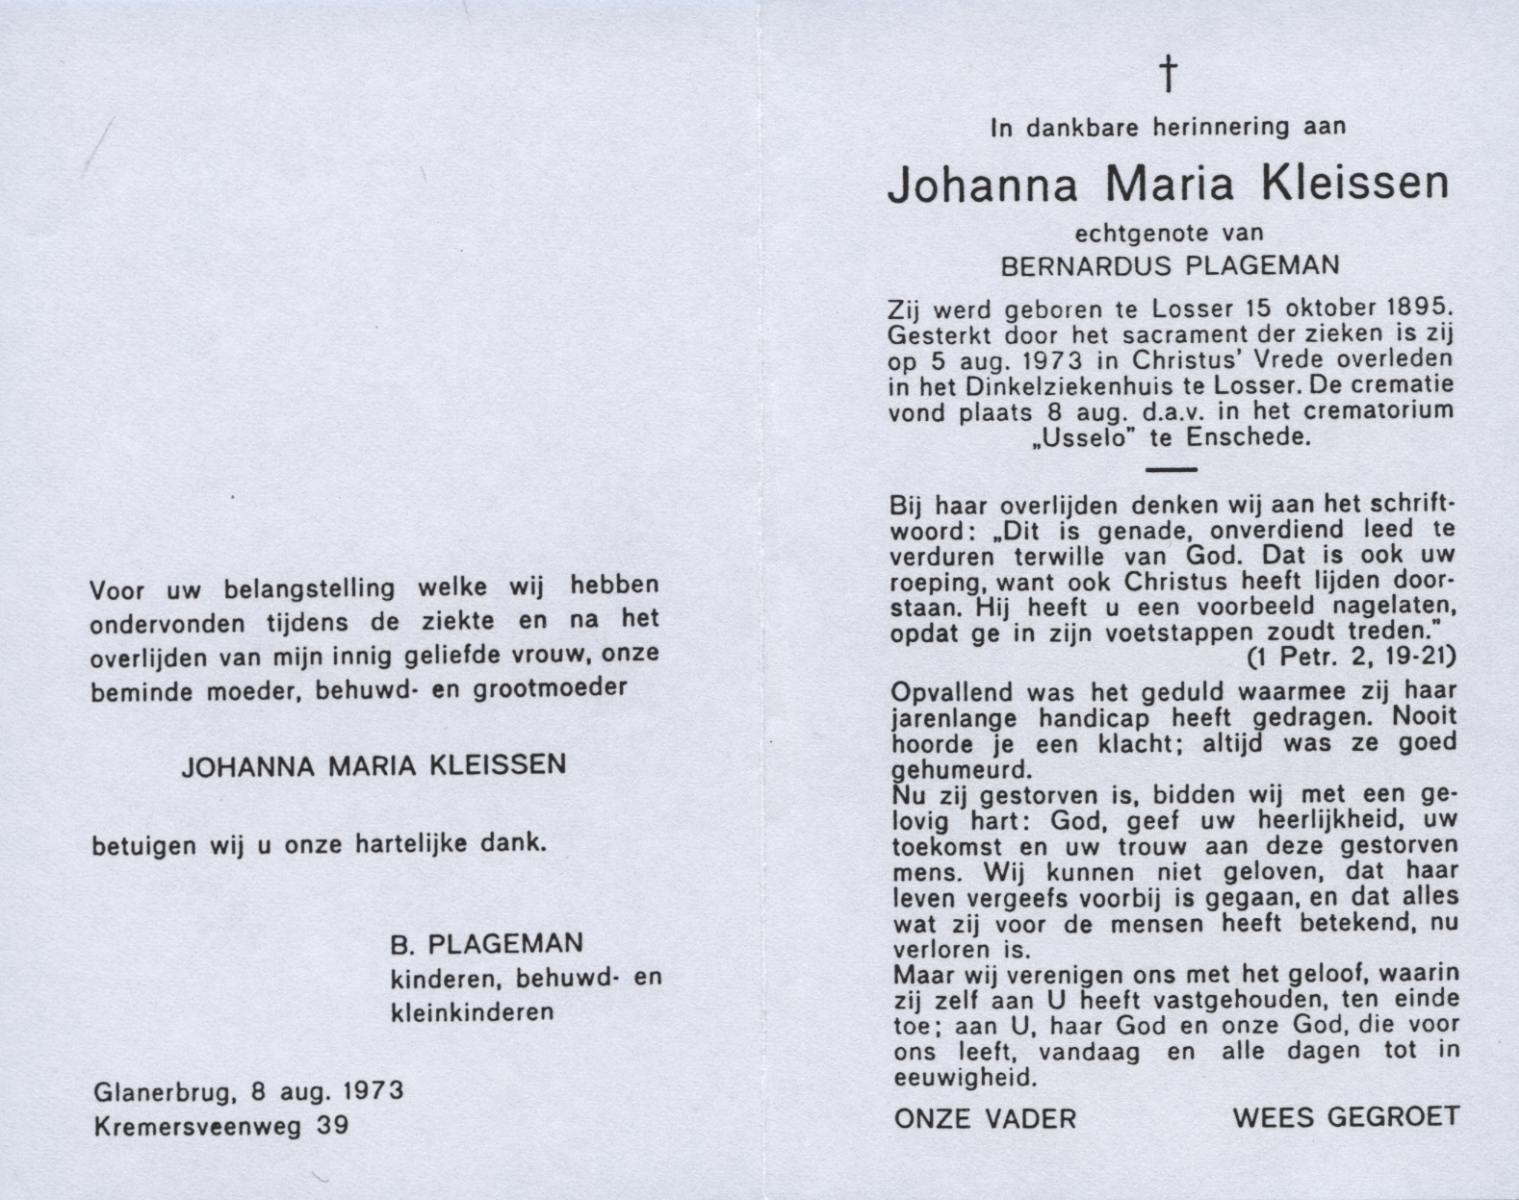 Voor uw belangstelling welke wij hebben
ondervonden tijdens de ziekte en na het
overlijden van mijn innig geliefde vrouw, onze
beminde moeder, behuwd- en grootmoeder
JOHANNA MARIA KLEISSEN
betuigen wij u onze hartelijke dank.
B. PLAGEMAN
kinderen, behuwd- en
kleinkinderen
Glanerbrug, 8 aug. 1973
Kremersveenweg 39
†
In dankbare herinnering aan
Johanna Maria Kleissen
echtgenote van
BERNARDUS PLAGEMAN
Zij werd geboren te Losser 15 oktober 1895.
Gesterkt door het sacrament der zieken is zij
op 5 aug. 1973 in Christus' Vrede overleden
in het Dinkelziekenhuis te Losser. De crematie
vond plaats 8 aug. d.a.v. in het crematorium
„Usselo" te Enschede.
Bij haar overlijden denken wij aan het schrift-
woord: „Dit is genade, onverdiend leed te
verduren terwille van God. Dat is ook uw
roeping, want ook Christus heeft lijden door-
staan. Hij heeft u een voorbeeld nagelaten,
opdat ge in zijn voetstappen zoudt treden."
(1 Petr. 2, 19-21)
Opvallend was het geduld waarmee zij haar
jarenlange handicap heeft gedragen. Nooit
hoorde je een klacht; altijd was ze goed
gehumeurd.
Nu zij gestorven is, bidden wij met een ge-
lovig hart: God, geef uw heerlijkheid, uw
toekomst en uw trouw aan deze gestorven
mens. Wij kunnen niet geloven, dat haar
leven vergeefs voorbij is gegaan, en dat alles
wat zij voor de mensen heeft betekend, nu
verloren is.
Maar wij verenigen ons met het geloof, waarin
zij zelf aan U heeft vastgehouden, ten einde
toe; aan U, haar God en onze God, die voor
ons leeft, vandaag en alle dagen tot in
eeuwigheid.
ONZE VADER WEES GEGROET